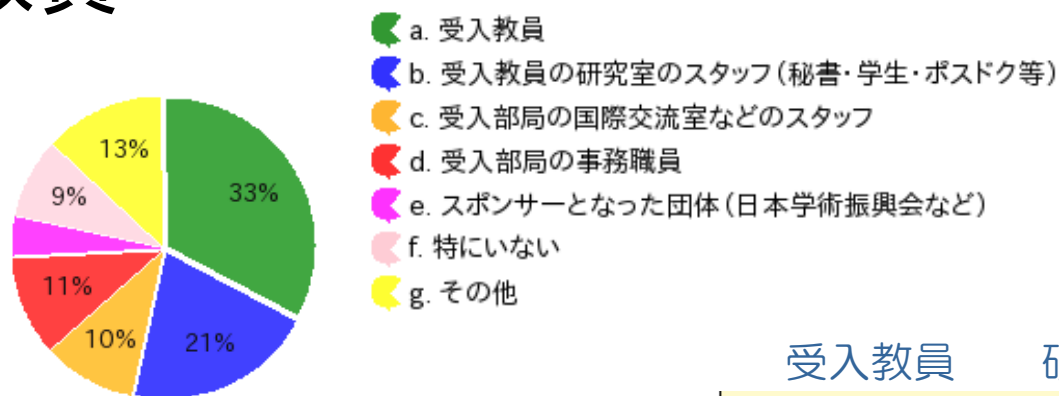 a. 受入教員
b. 受入教員の研究室のスタッフ(秘書・学生・ポスドク等)
c. 受入部局の国際交流室などのスタッフ
d. 受入部局の事務職員
e. スポンサーとなった団体(日本学術振興会など)
f. 特にいない
g. その他
13%
33%
9%
11%
10%
21%
受入教員